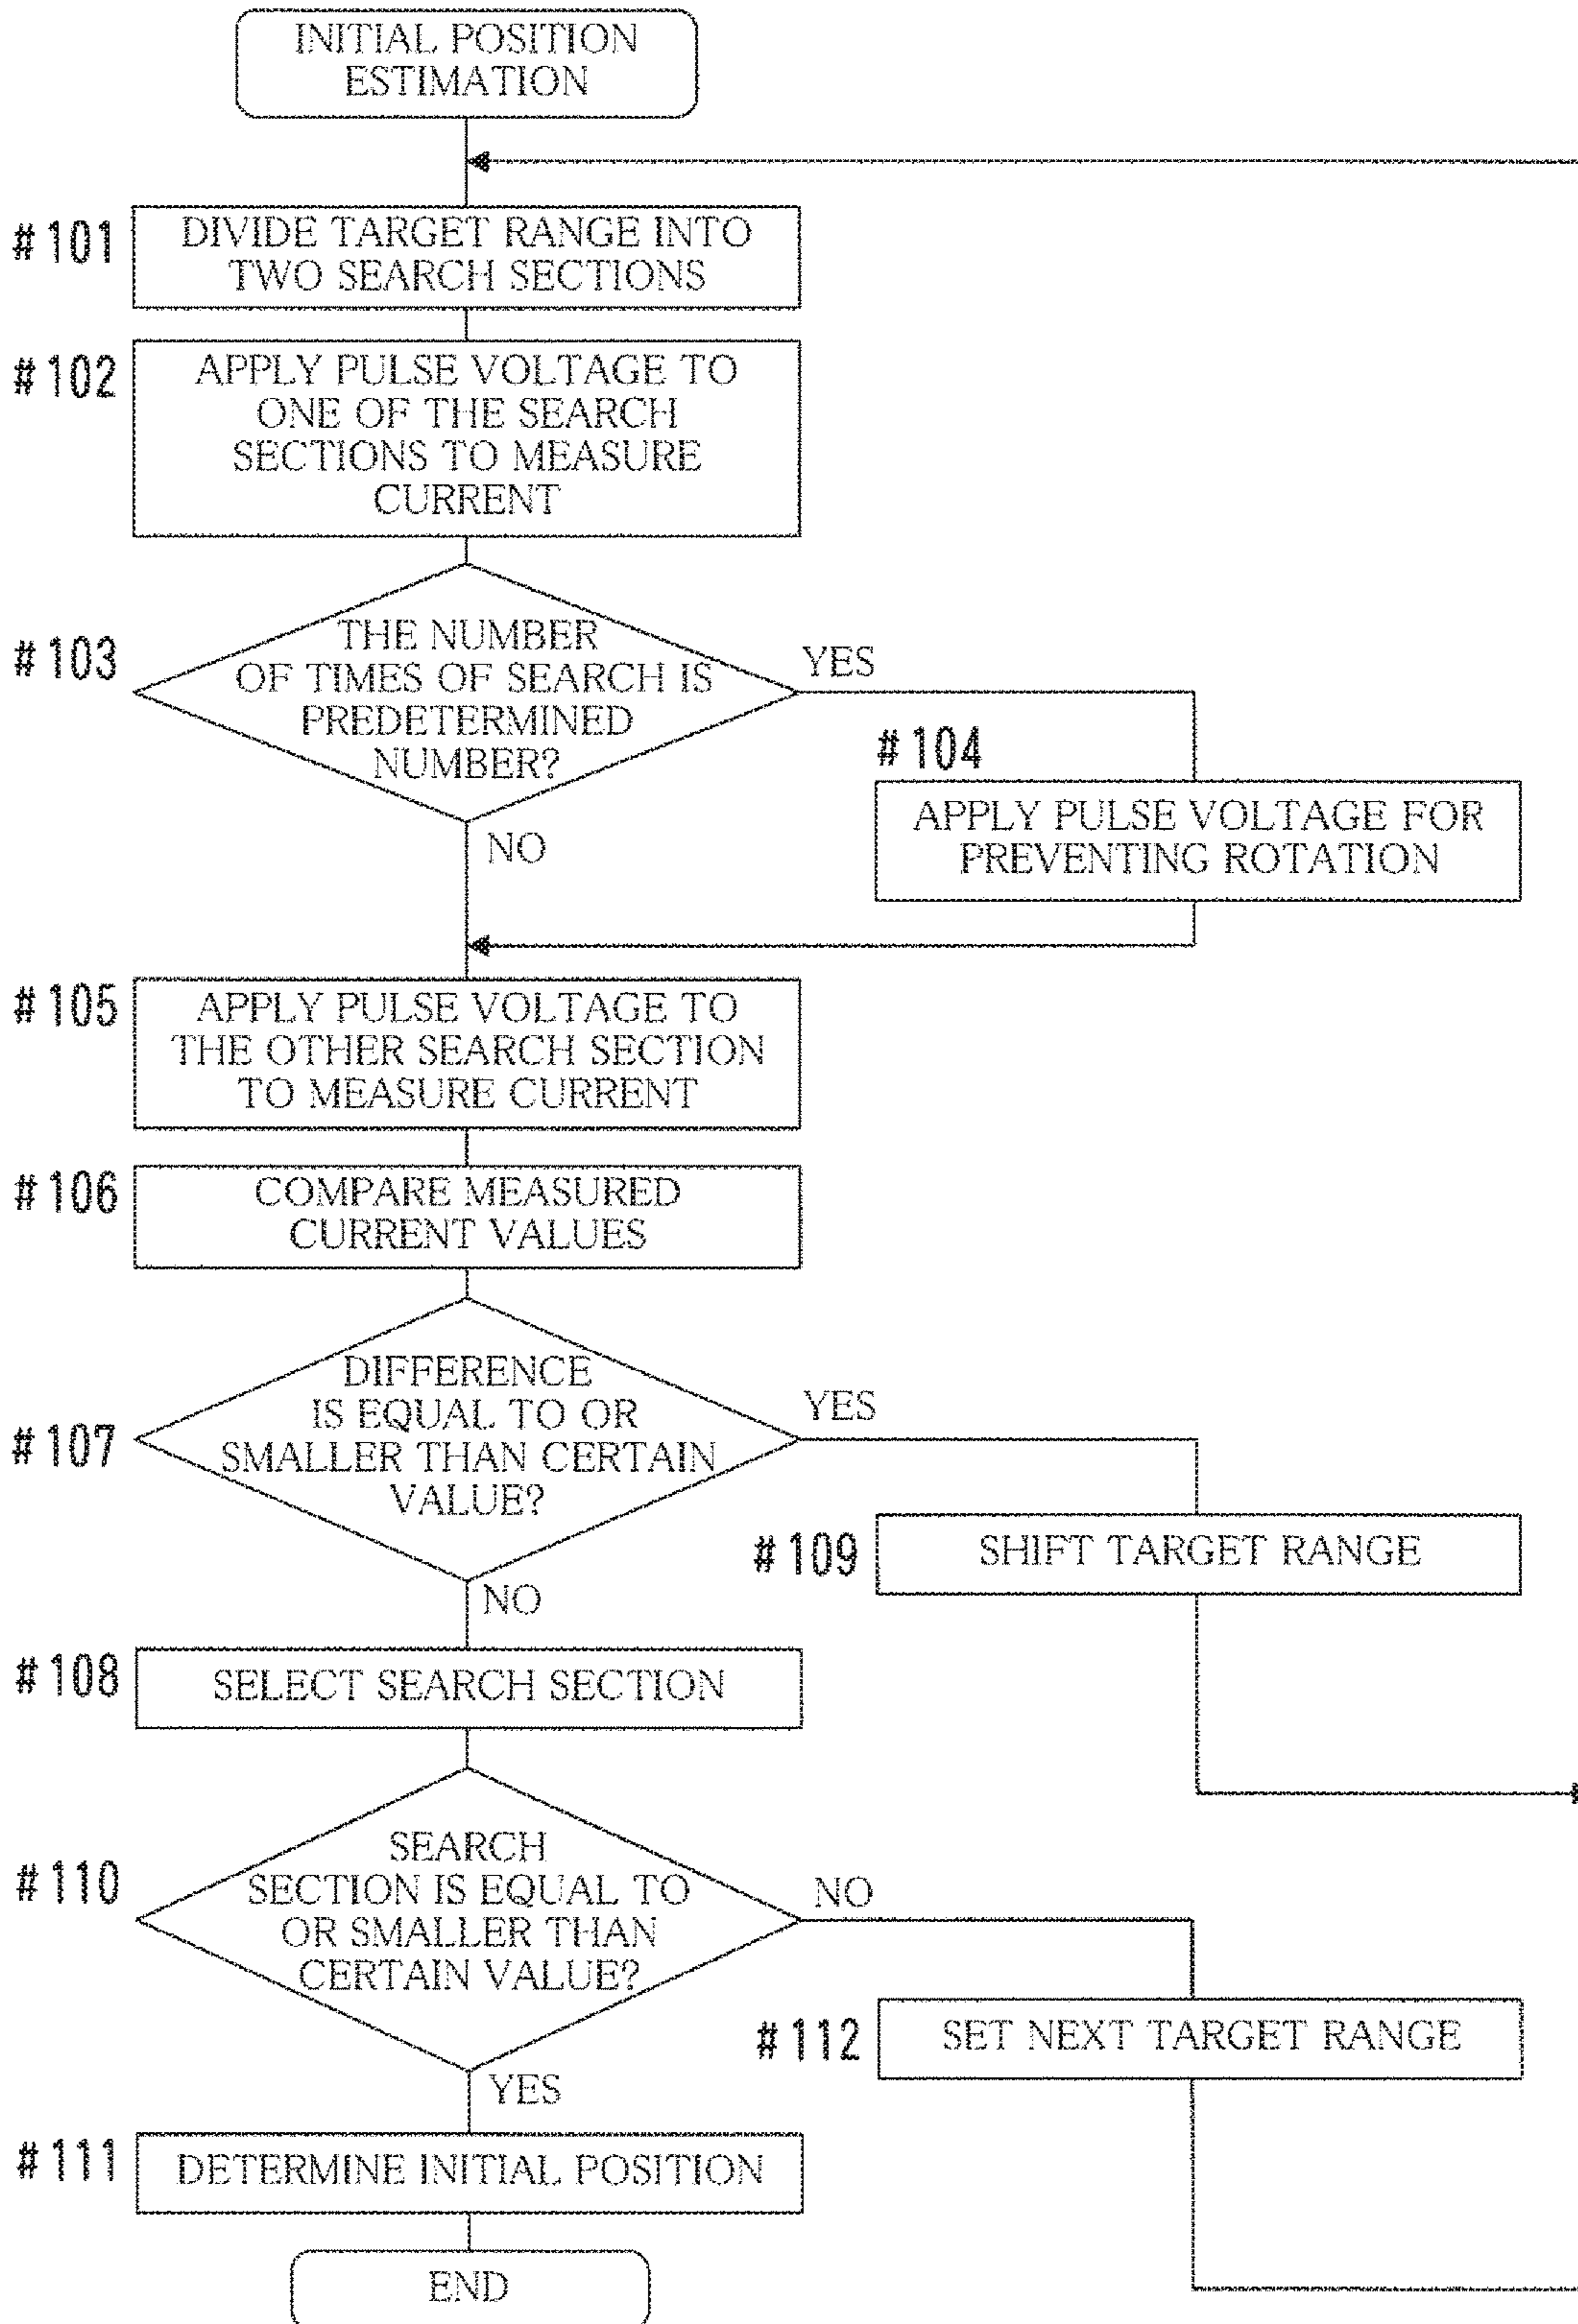 INITIAL POSITION
ESTIMATION
#101
DIVIDE TARGET RANGE INTO
TWO SEARCH SECTIONS
#102
APPLY PULSE VOLTAGE TO
ONE OF THE SEARCH
SECTIONS TO MEASURE
CURRENT
#103
THE NUMBER
OF TIMES OF SEARCH IS
PREDETERMINED
NUMBER?
YES
NO
#104
APPLY PULSE VOLTAGE FOR
PREVENTING ROTATION
#105
APPLY PULSE VOLTAGE TO
THE OTHER SEARCH SECTION
TO MEASURE CURRENT
#106
COMPARE MEASURED
CURRENT VALUES
#107
DIFFERENCE
IS EQUAL TO OR
SMALLER THAN CERTAIN
VALUE?
YES
NO
#109
SHIFT TARGET RANGE
#108
SELECT SEARCH SECTION
#110
SEARCH
SECTION IS EQUAL TO
OR SMALLER THAN
CERTAIN VALUE?
NO
YES
#112
SET NEXT TARGET RANGE
#111
DETERMINE INITIAL POSITION
END